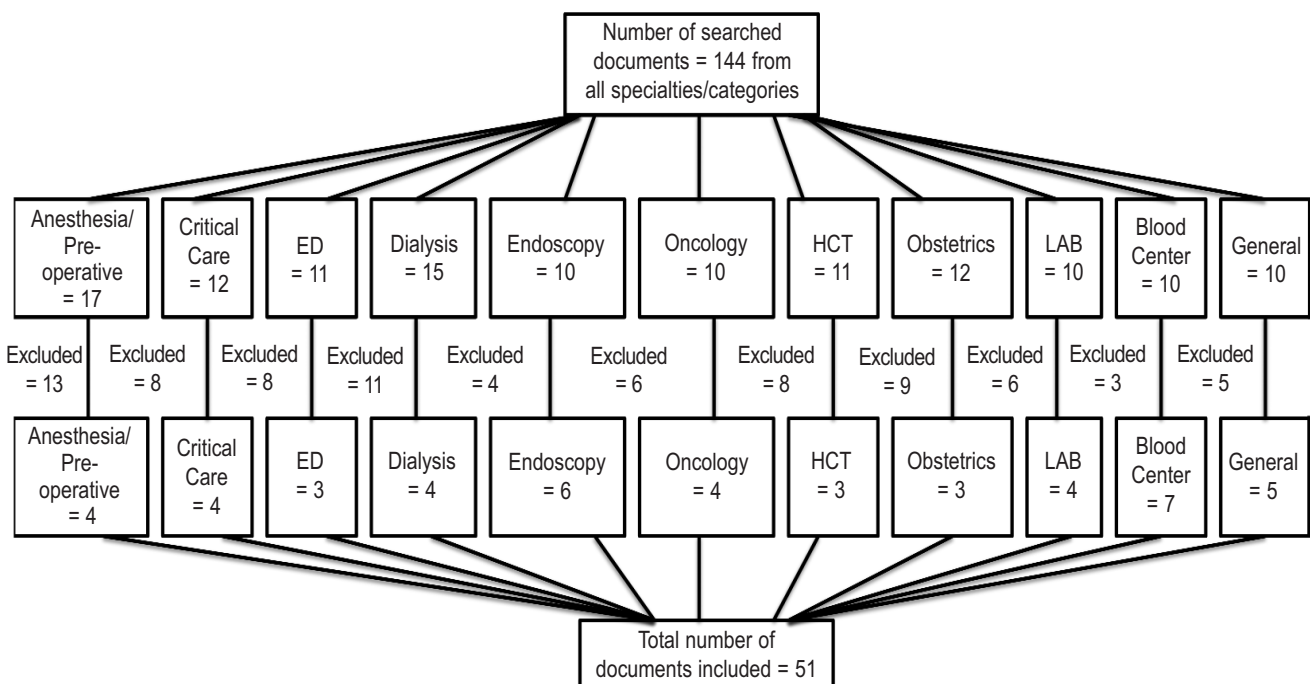 Number of searched
documents = 144 from
all specialties/categories
Anesthesia/
Pre-
operative
= 17
Critical
Care
= 12
ED
= 11
Dialysis
= 15
Endoscopy
= 10
Oncology
= 10
HCT
= 11
Obstetrics
= 12
LAB
= 10
Blood
Center
= 10
General
= 10
Excluded
= 13
Excluded
= 8
Excluded
= 8
Excluded
= 11
Excluded
= 4
Excluded
= 6
Excluded
= 8
Excluded
= 9
Excluded
= 6
Excluded
= 3
Excluded
= 5
Anesthesia/
Pre-
operative
= 4
Critical
Care
= 4
ED
= 3
Dialysis
= 4
Endoscopy
= 6
Oncology
= 4
HCT
= 3
Obstetrics
= 3
LAB
= 4
Blood
Center
= 7
General
= 5
Total number of
documents included = 51